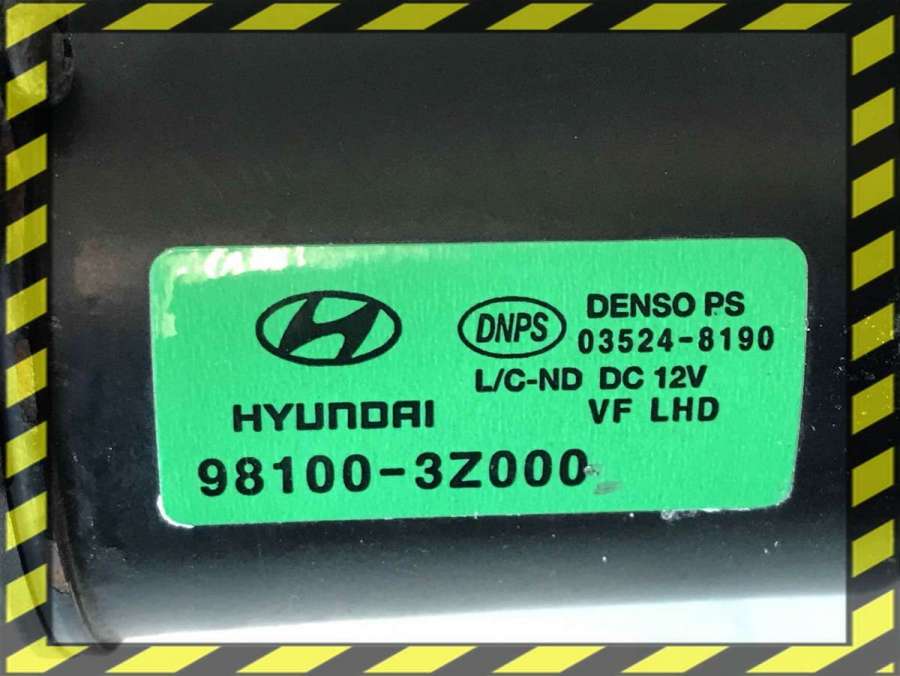 DENSO PS
DNPS
03524-8190
L/C-ND DC 12V
HYUNDAI
VF LHD
98100-3Z000